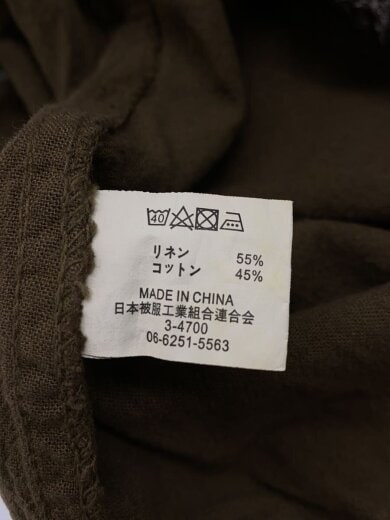 40
リネン 55%
コットン 45%
MADE IN CHINA
日本被服工業組合連合会
3-4700
06-6251-5563